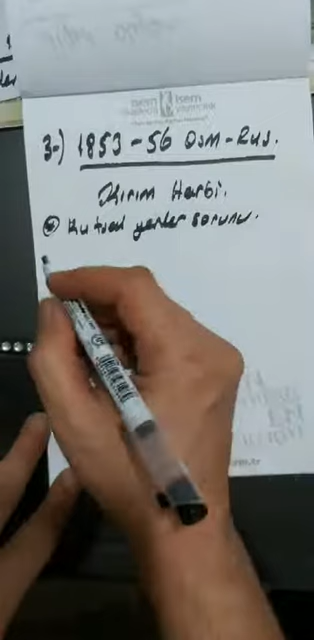 3-) 1853-56 Osm-Rus.
Kırım Harbi.
Kutsal yerler sorunu.